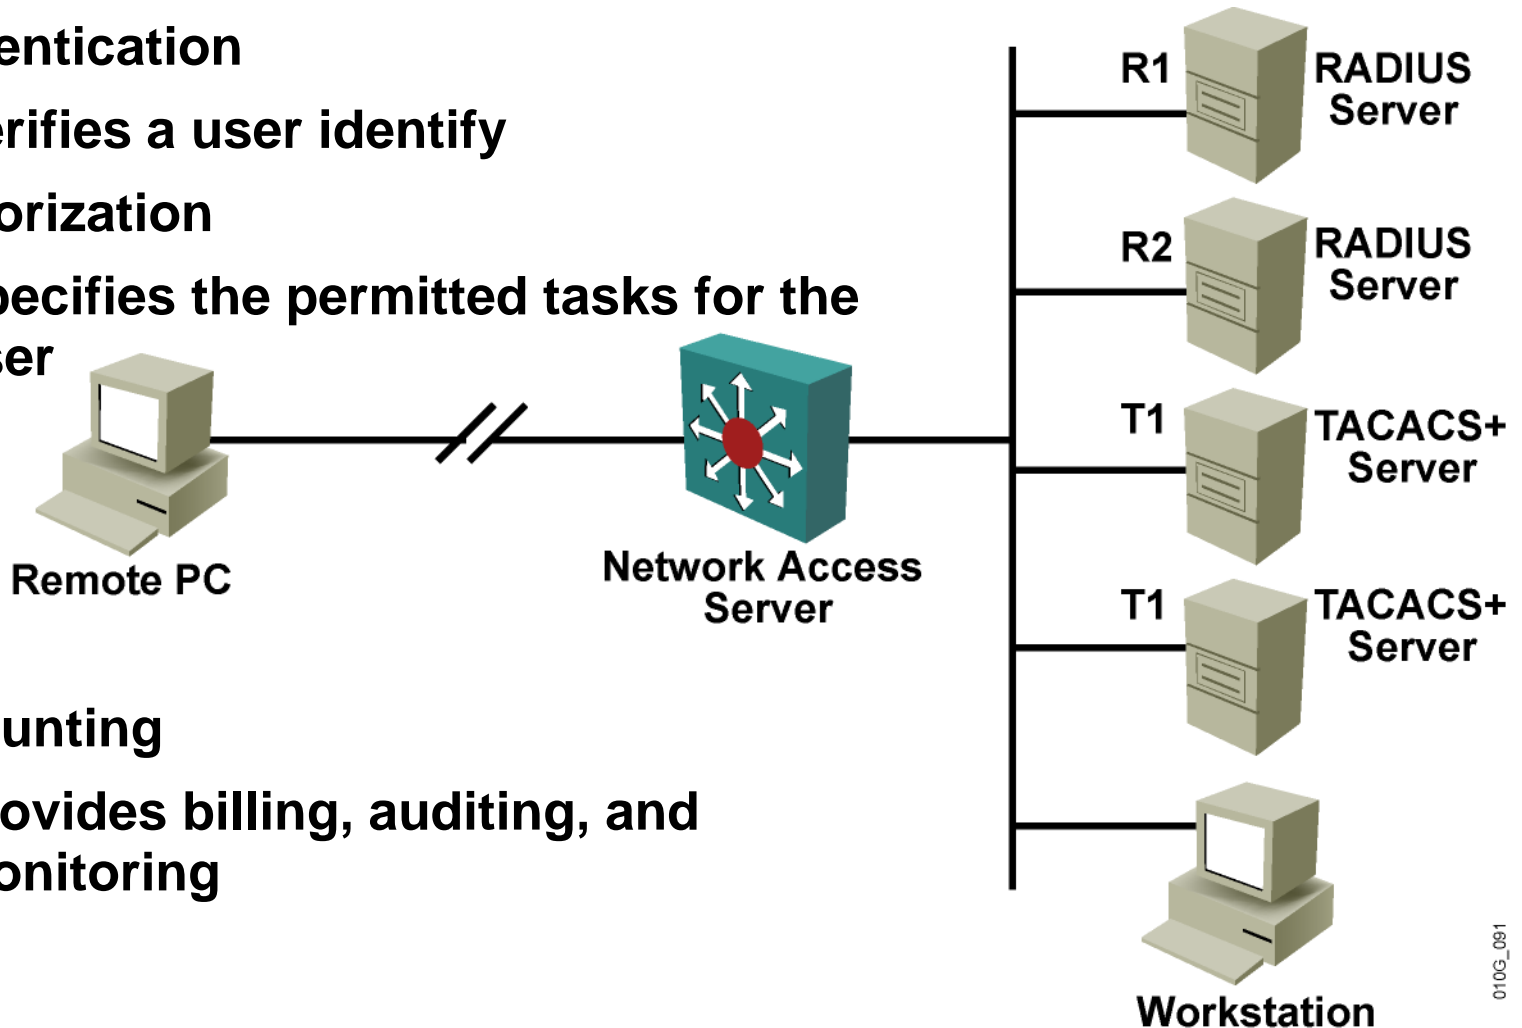 entication
erifies a user identify
orization
pecifies the permitted tasks for the
ser
unting
ovides billing, auditing, and
onitoring
Remote PC
Network Access
Server
R1
RADIUS
Server
R2
RADIUS
Server
T1
TACACS+
Server
T1
TACACS+
Server
Workstation
010G_091